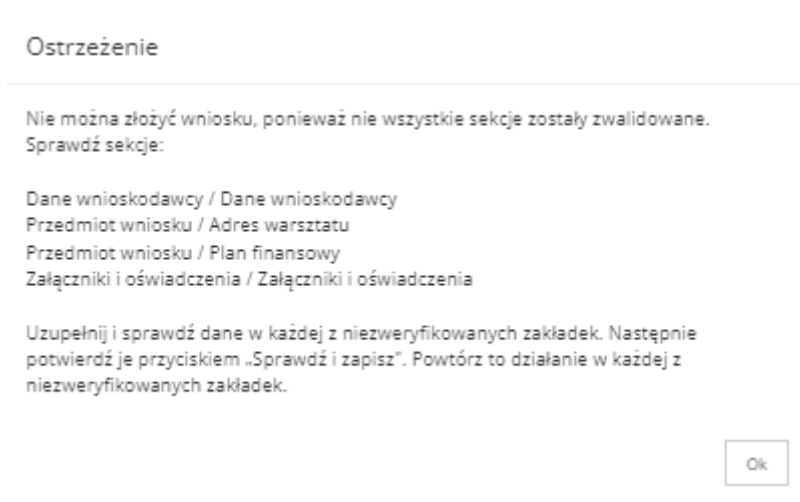 Ostrzeżenie
Nie można złożyć wniosku, ponieważ nie wszystkie sekcje zostały zwalidowane.
Sprawdź sekcje:
Dane wnioskodawcy / Dane wnioskodawcy
Przedmiot wniosku / Adres warsztatu
Przedmiot wniosku / Plan finansowy
Załączniki i oświadczenia / Załączniki i oświadczenia
Uzupełnij i sprawdź dane w każdej z niezweryfikowanych zakładek. Następnie
potwierdź je przyciskiem „Sprawdź i zapisz”. Powtórz to działanie w każdej z
niezweryfikowanych zakładek.
Ok